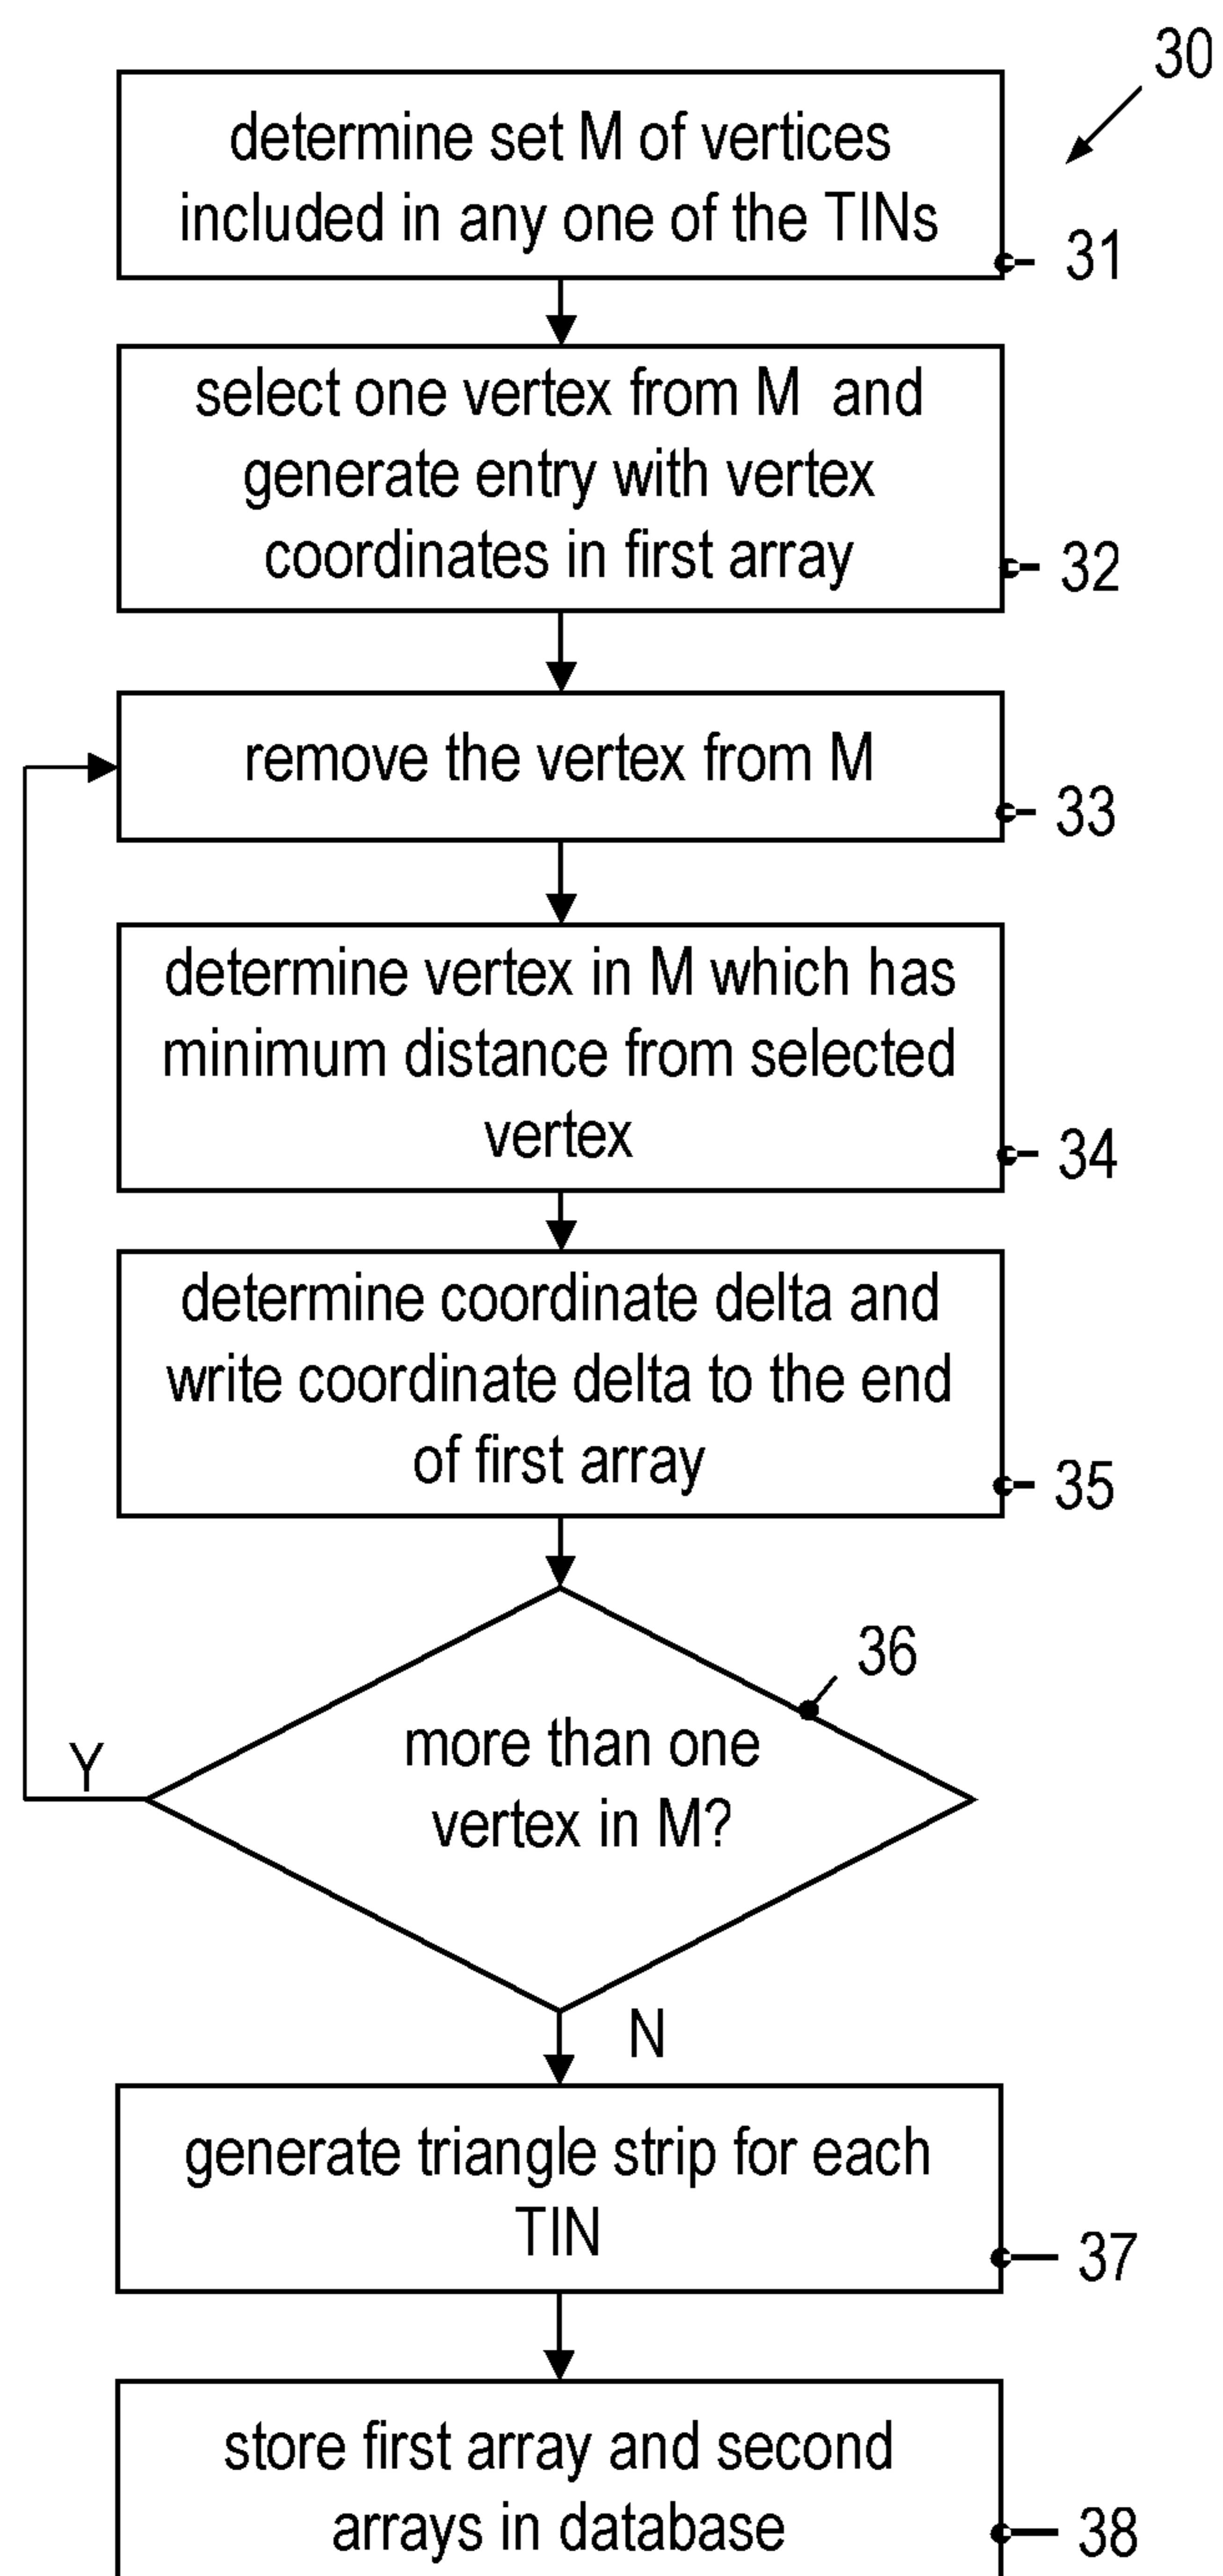 30
determine set M of vertices
included in any one of the TINs
31
select one vertex from M and
generate entry with vertex
coordinates in first array
32
remove the vertex from M
33
determine vertex in M which has
minimum distance from selected
vertex
34
determine coordinate delta and
write coordinate delta to the end
of first array
35
36
more than one
vertex in M?
Y
N
generate triangle strip for each
TIN
37
store first array and second
arrays in database
38